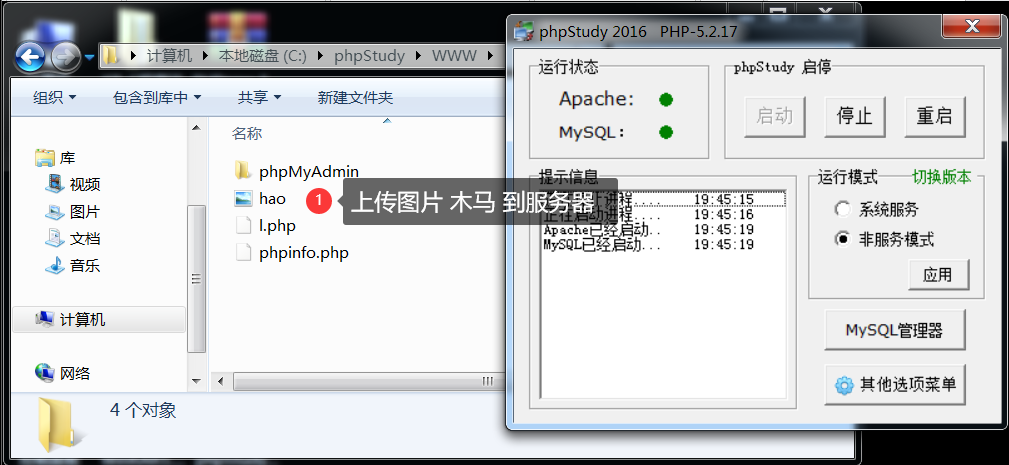 phpStudy 2016 PHP-5.2.17
计算机 本地磁盘 (C:) phpStudy WWW
组织 包含到库中 共享 新建文件夹
库
视频
图片
文档
音乐
计算机
网络
名称
phpMyAdmin
hao
l.php
phpinfo.php
1 上传图片 木马 到服务器
4 个对象
运行状态
Apache:
MySQL:
phpStudy 启停
启动 停止 重启
提示信息
进程.... 19:45:15
正在启动进程.... 19:45:16
Apache已经启动.. 19:45:19
MySQL已经启动... 19:45:19
运行模式 切换版本
系统服务
非服务模式
应用
MySQL管理器
其他选项菜单